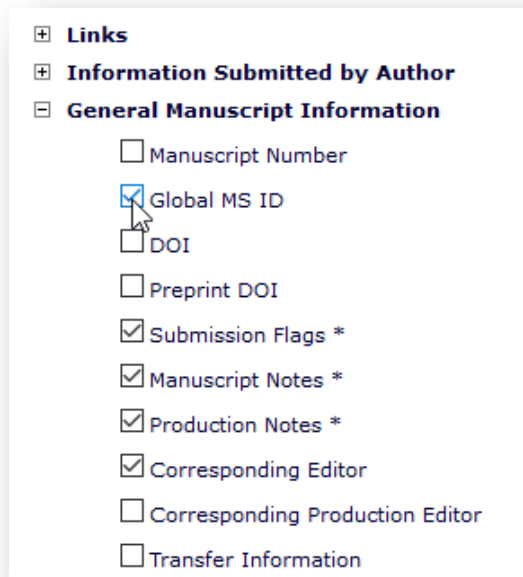 Links
Information Submitted by Author
General Manuscript Information
Manuscript Number
Global MS ID
DOI
Preprint DOI
Submission Flags *
Manuscript Notes *
Production Notes *
Corresponding Editor
Corresponding Production Editor
Transfer Information